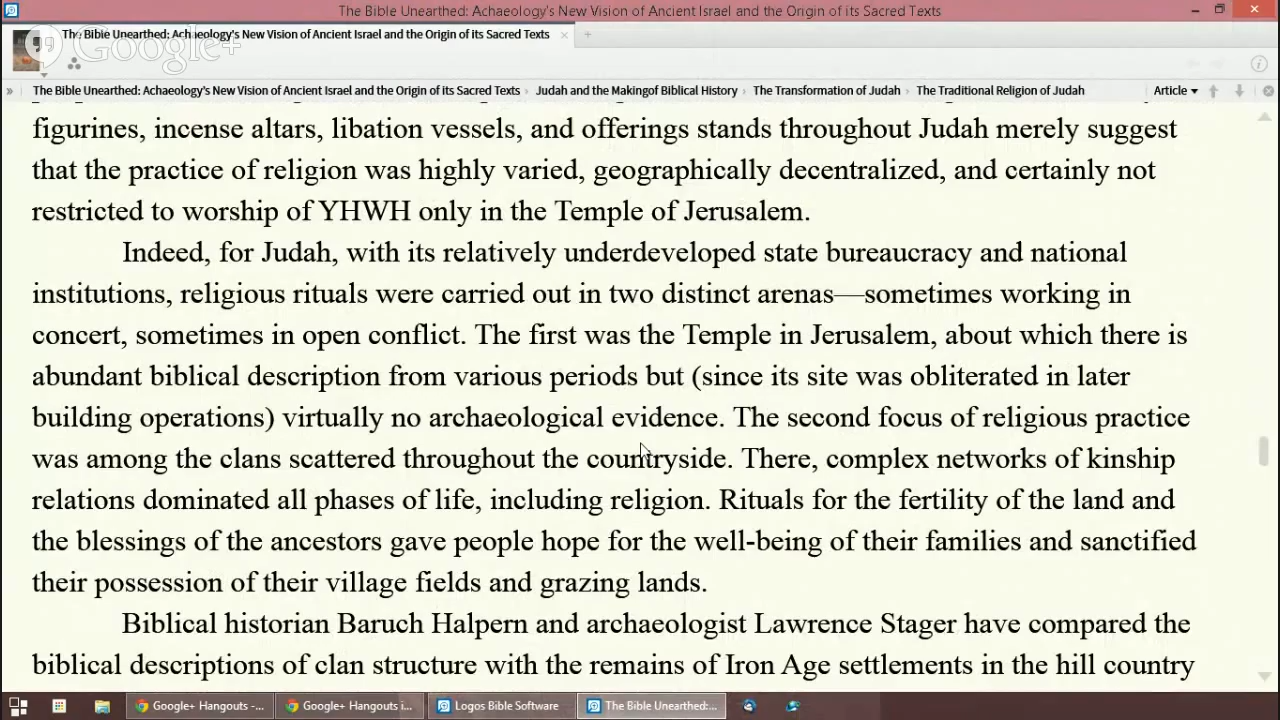 The Bible Unearthed: Achaeology's New Vision of Ancient Israel and the Origin of its Sacred Texts
The Bible Unearthed: Achaeology's New Vision of Ancient Israel and the Origin of its Sacred Texts
Google+
The Bible Unearthed: Achaeology's New Vision of Ancient Israel and the Origin of its Sacred Texts › Judah and the Makingof Biblical History › The Transformation of Judah › The Traditional Religion of Judah Article
figurines, incense altars, libation vessels, and offerings stands throughout Judah merely suggest
that the practice of religion was highly varied, geographically decentralized, and certainly not
restricted to worship of YHWH only in the Temple of Jerusalem.
Indeed, for Judah, with its relatively underdeveloped state bureaucracy and national
institutions, religious rituals were carried out in two distinct arenas—sometimes working in
concert, sometimes in open conflict. The first was the Temple in Jerusalem, about which there is
abundant biblical description from various periods but (since its site was obliterated in later
building operations) virtually no archaeological evidence. The second focus of religious practice
was among the clans scattered throughout the countryside. There, complex networks of kinship
relations dominated all phases of life, including religion. Rituals for the fertility of the land and
the blessings of the ancestors gave people hope for the well-being of their families and sanctified
their possession of their village fields and grazing lands.
Biblical historian Baruch Halpern and archaeologist Lawrence Stager have compared the
biblical descriptions of clan structure with the remains of Iron Age settlements in the hill country
Google+ Hangouts -... Google+ Hangouts i... Logos Bible Software The Bible Unearthed:...